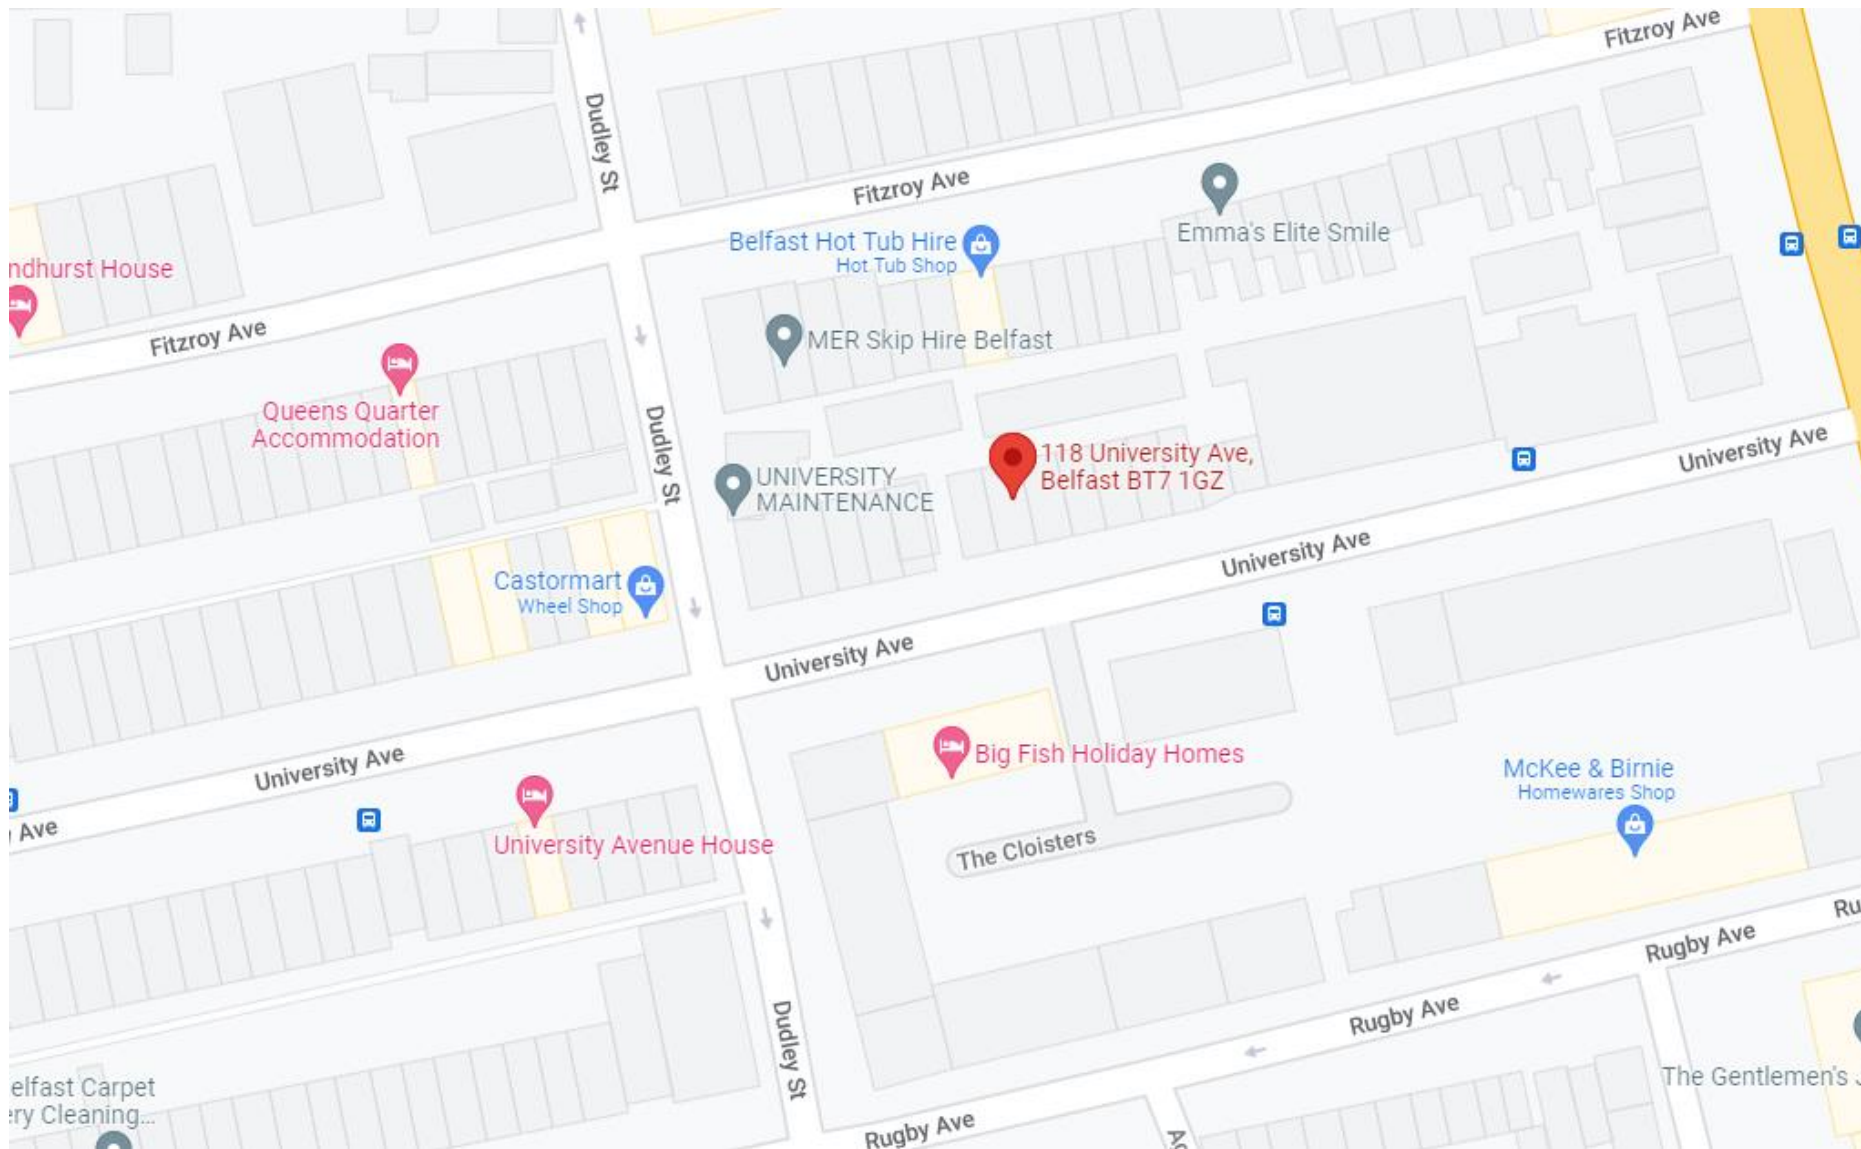 Fitzroy Ave
Dudley St
Fitzroy Ave
Emma's Elite Smile
Belfast Hot Tub Hire
Hot Tub Shop
ndhurst House
Fitzroy Ave
MER Skip Hire Belfast
Queens Quarter
Accommodation
Dudley St
118 University Ave,
Belfast BT7 1GZ
University Ave
UNIVERSITY
MAINTENANCE
University Ave
Castormart
Wheel Shop
University Ave
University Ave
Big Fish Holiday Homes
McKee & Birnie
Homewares Shop
Ave
University Avenue House
The Cloisters
Ru
Rugby Ave
Rugby Ave
Dudley St
elfast Carpet
ery Cleaning...
The Gentlemen's
Rugby Ave